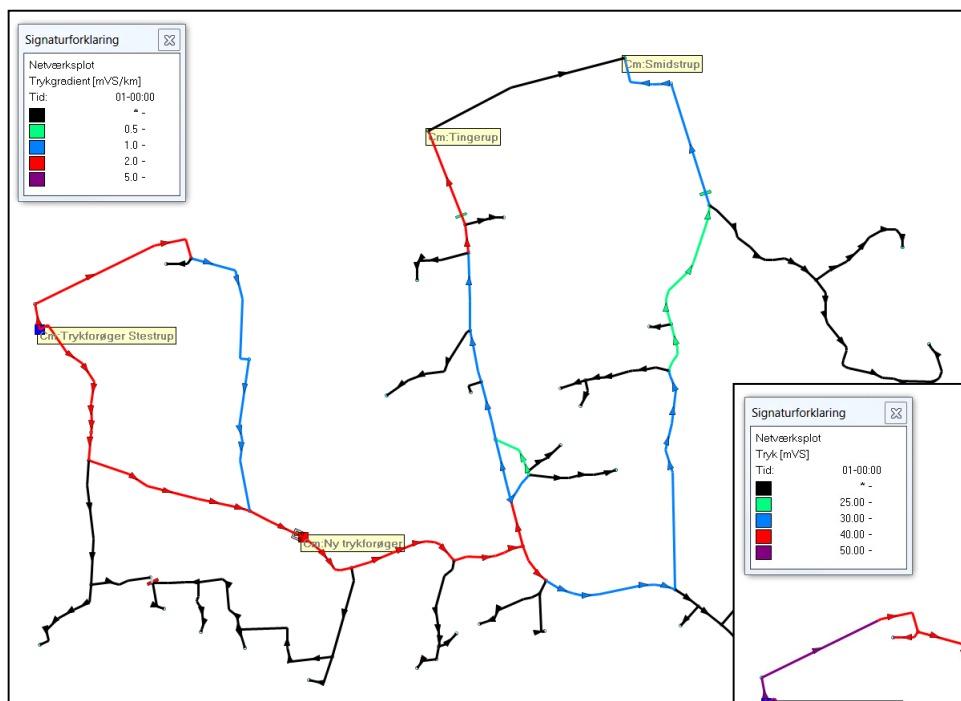 Signaturforklaring
Netværksplot
Trykgradient [mVS/km]
Tid: 01-00:00
* -
0.5 -
1.0 -
2.0 -
5.0 -
Cm:Smidstrup
Cm:Tingerup
Cm:Trykforøger Stestrup
Cm:Ny trykforøger
Signaturforklaring
Netværksplot
Tryk [mVS]
Tid: 01-00:00
* -
25.00 -
30.00 -
40.00 -
50.00 -